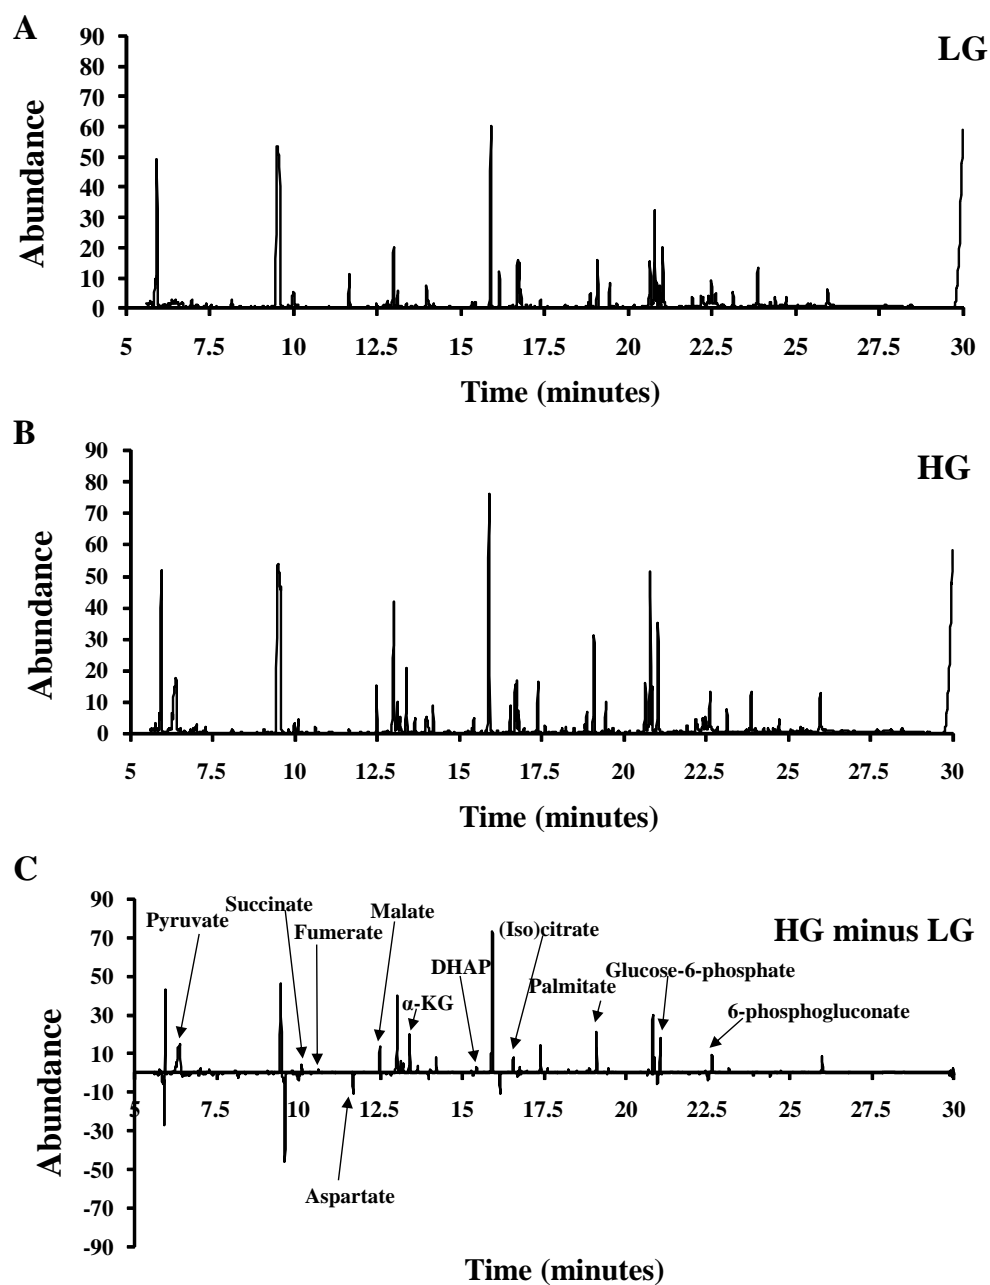 A
LG
90
80
70
60
50
40
30
20
10
0
Abundance
5 7.5 10 12.5 15 17.5 20 22.5 25 27.5 30
Time (minutes)
B
HG
90
80
70
60
50
40
30
20
10
0
Abundance
5 7.5 10 12.5 15 17.5 20 22.5 25 27.5 30
Time (minutes)
C
HG minus LG
90
70
50
30
10
-10
-30
-50
-70
-90
Abundance
Pyruvate
Succinate
Fumerate
Malate
α-KG
DHAP
(Iso)citrate
Palmitate
Glucose-6-phosphate
6-phosphogluconate
Aspartate
5 7.5 10 12.5 15 17.5 20 22.5 25 27.5 30
Time (minutes)